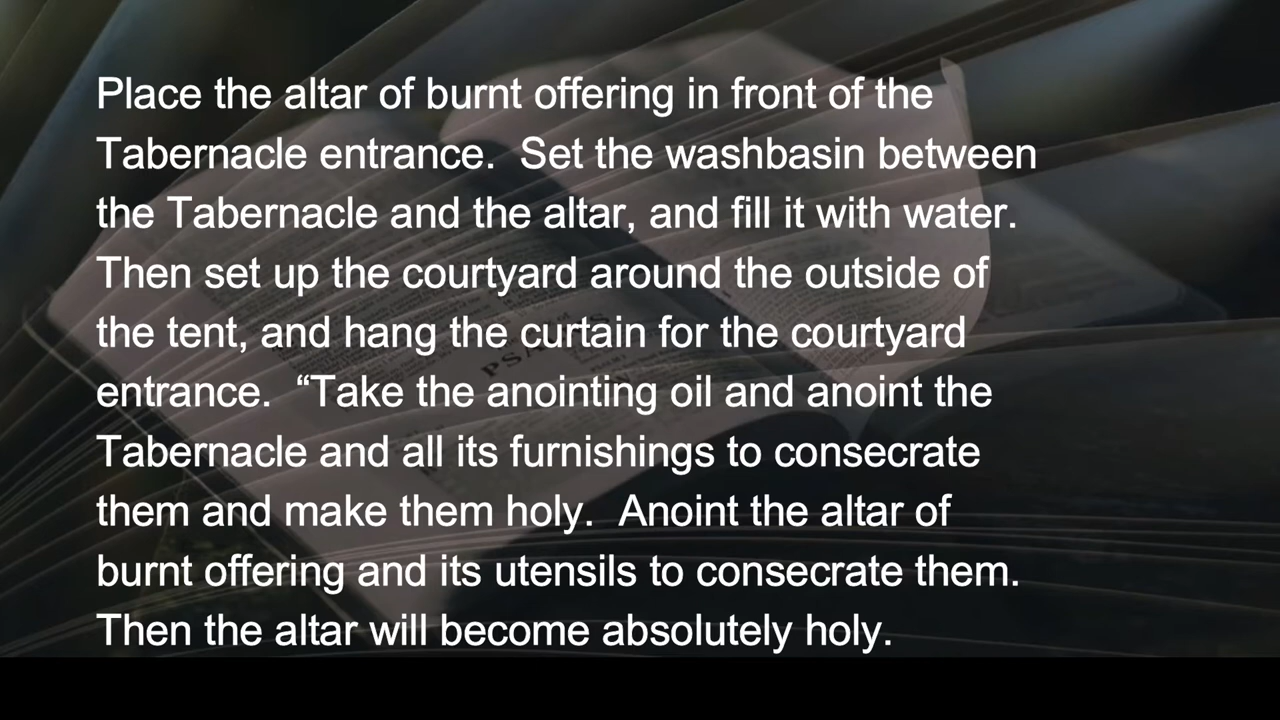 Place the altar of burnt offering in front of the
Tabernacle entrance.  Set the washbasin between
the Tabernacle and the altar, and fill it with water.
Then set up the courtyard around the outside of
the tent, and hang the curtain for the courtyard
entrance.  “Take the anointing oil and anoint the
Tabernacle and all its furnishings to consecrate
them and make them holy.  Anoint the altar of
burnt offering and its utensils to consecrate them.
Then the altar will become absolutely holy.
PSALMS